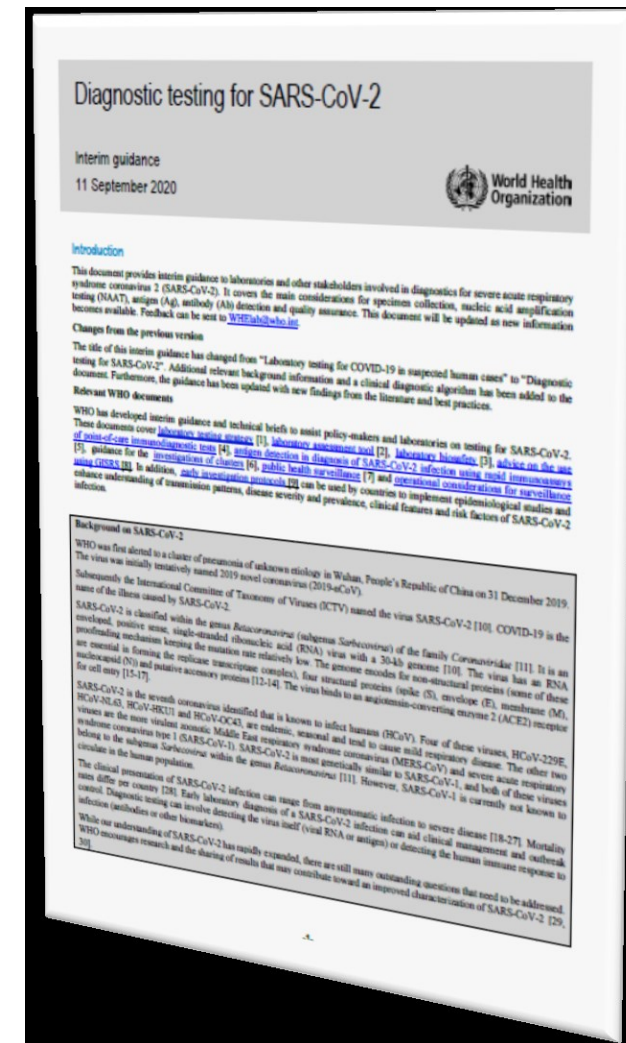 Diagnostic testing for SARS-CoV-2
Interim guidance
11 September 2020
World Health
Organization
Introduction
This document provides interim guidance to laboratories and other stakeholders involved in diagnostics for severe acute respiratory
syndrome coronavirus 2 (SARS-CoV-2). It covers the main considerations for specimen collection, nucleic acid amplification
testing (NAAT), antigen (Ag), antibody (Ab) detection and quality assurance. This document will be updated as new information
becomes available. Feedback can be sent to WHElab@who.int.
Changes from the previous version
The title of this interim guidance has changed from "Laboratory testing for COVID-19 in suspected human cases" to "Diagnostic
testing for SARS-CoV-2". Additional relevant background information and a clinical diagnostic algorithm has been added to the
document. Furthermore, the guidance has been updated with new findings from the literature and best practices.
Relevant WHO documents
WHO has developed interim guidance and technical briefs to assist policy-makers and laboratories on testing for SARS-CoV-2.
These documents cover laboratory testing strategy [1], laboratory assessment tool [2], laboratory biosafety [3], advice on the use
of point-of-care immunodiagnostic tests [4], antigen detection in diagnosis of SARS-CoV-2 infection using rapid immunoassays
[5], guidance for the investigations of clusters [6], public health surveillance [7] and operational considerations for surveillance
using GISRS [8]. In addition, early investigation protocols [9] can be used by countries to implement epidemiological studies and
enhance understanding of transmission patterns, disease severity and prevalence, clinical features and risk factors of SARS-CoV-2
infection.
Background on SARS-CoV-2
WHO was first alerted to a cluster of pneumonia of unknown etiology in Wuhan, People's Republic of China on 31 December 2019.
The virus was initially tentatively named 2019 novel coronavirus (2019-nCoV).
Subsequently the International Committee of Taxonomy of Viruses (ICTV) named the virus SARS-CoV-2 [10]. COVID-19 is the
name of the illness caused by SARS-CoV-2.
SARS-CoV-2 is classified within the genus Betacoronavirus (subgenus Sarbecovirus) of the family Coronaviridae [11]. It is an
enveloped, positive sense, single-stranded ribonucleic acid (RNA) virus with a 30-kb genome [10]. The virus has an RNA
proofreading mechanism keeping the mutation rate relatively low. The genome encodes for non-structural proteins (some of these
are essential in forming the replicase transcriptase complex), four structural proteins (spike (S), envelope (E), membrane (M),
nucleocapsid (N)) and putative accessory proteins [12-14]. The virus binds to an angiotensin-converting enzyme 2 (ACE2) receptor
for cell entry [15-17].
SARS-CoV-2 is the seventh coronavirus identified that is known to infect humans (HCoV). Four of these viruses, HCoV-229E,
HCoV-NL63, HCoV-HKU1 and HCoV-OC43, are endemic, seasonal and tend to cause mild respiratory disease. The other two
viruses are the more virulent zoonotic Middle East respiratory syndrome coronavirus (MERS-CoV) and severe acute respiratory
syndrome coronavirus type 1 (SARS-CoV-1). SARS-CoV-2 is most genetically similar to SARS-CoV-1, and both of these viruses
belong to the subgenus Sarbecovirus within the genus Betacoronavirus [11]. However, SARS-CoV-1 is currently not known to
circulate in the human population.
The clinical presentation of SARS-CoV-2 infection can range from asymptomatic infection to severe disease [18-27]. Mortality
rates differ per country [28]. Early laboratory diagnosis of a SARS-CoV-2 infection can aid clinical management and outbreak
control. Diagnostic testing can involve detecting the virus itself (viral RNA or antigen) or detecting the human immune response to
infection (antibodies or other biomarkers).
While our understanding of SARS-CoV-2 has rapidly expanded, there are still many outstanding questions that need to be addressed.
WHO encourages research and the sharing of results that may contribute toward an improved characterization of SARS-CoV-2 [29,
30].